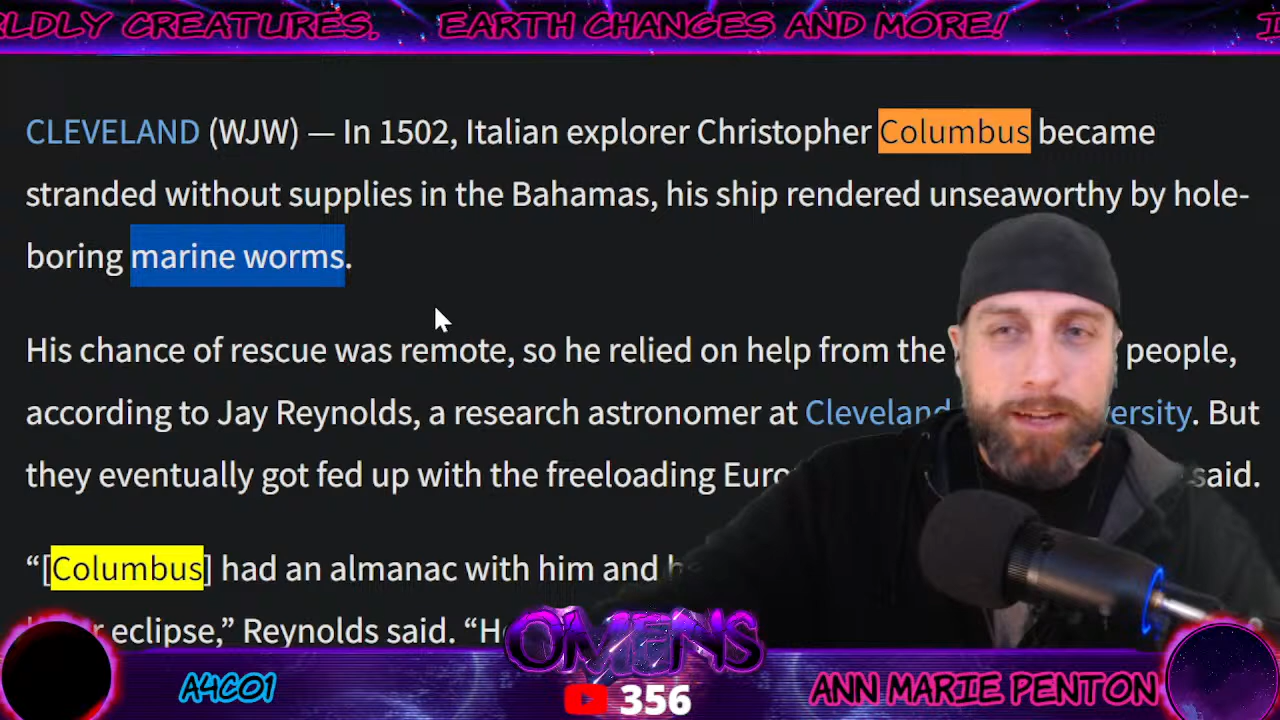 RLDLY CREATURES. EARTH CHANGES AND MORE! I
CLEVELAND (WJW) — In 1502, Italian explorer Christopher Columbus became
stranded without supplies in the Bahamas, his ship rendered unseaworthy by hole-
boring marine worms.
His chance of rescue was remote, so he relied on help from the people,
according to Jay Reynolds, a research astronomer at Cleveland ersity. But
they eventually got fed up with the freeloading Euro said.
“[Columbus] had an almanac with him and h
r eclipse,” Reynolds said. “He
OMENS
A4C01
356
ANN MARIE PENTON